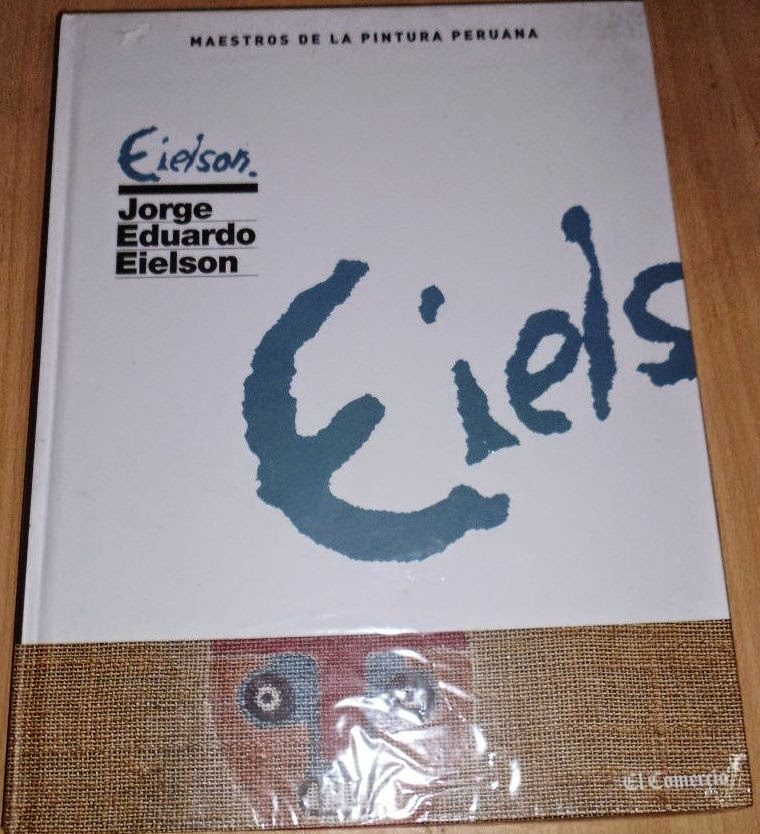 MAESTROS DE LA PINTURA PERUANA
Eielson.
Jorge
Eduardo
Eielson
Eiels
El Comercio